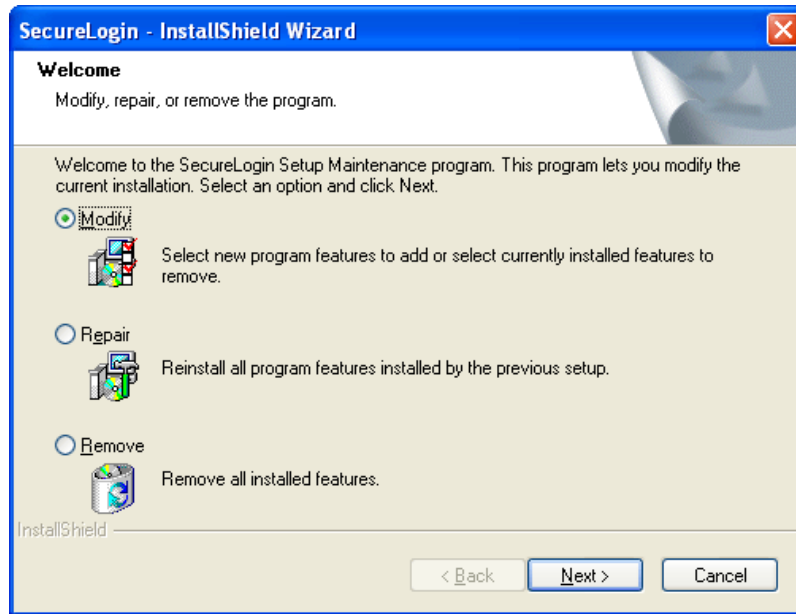 SecureLogin - InstallShield Wizard
Welcome
Modify, repair, or remove the program.
Welcome to the SecureLogin Setup Maintenance program. This program lets you modify the
current installation. Select an option and click Next.
Modify
Select new program features to add or select currently installed features to
remove.
Repair
Reinstall all program features installed by the previous setup.
Remove
Remove all installed features.
InstallShield
< Back
Next >
Cancel